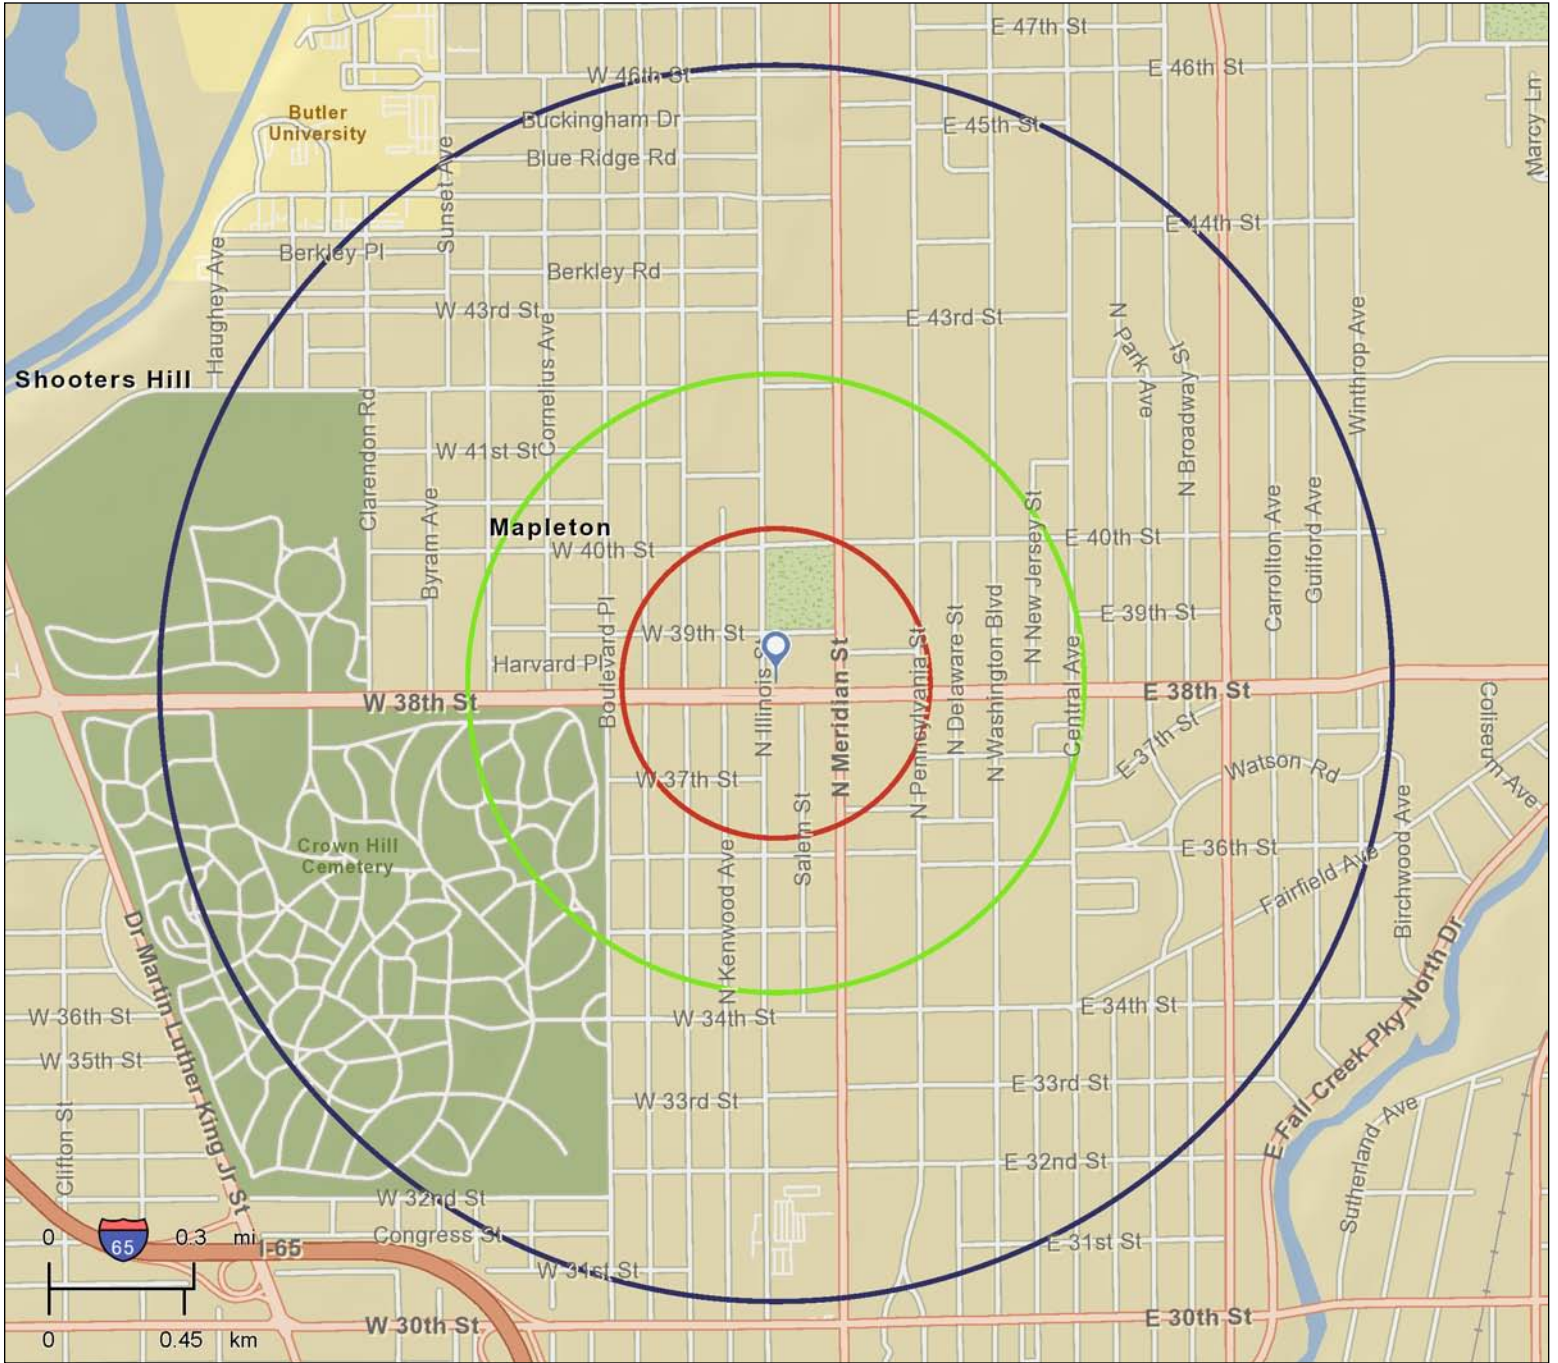 E 47th St
W 46th St
E 46th St
Butler
University
Buckingham Dr
E 45th St
Marcy Ln
Blue Ridge Rd
Sunset Ave
E 44th St
Haughey Ave
Berkley Pl
Berkley Rd
W 43rd St
E 43rd St
N Park Ave
N Broadway St
Winthrop Ave
Cornelius Ave
Shooters Hill
Clarendon Rd
W 41st St
Byram Ave
Mapleton
W 40th St
N New Jersey St
E 40th St
Carrollton Ave
Guilford Ave
E 39th St
W 39th St
Harvard Pl
Boulevard Pl
N Illinois St
N Meridian St
N Pennsylvania St
N Delaware St
N Washington Blvd
Central Ave
W 38th St
E 38th St
Coliseum Ave
E 37th St
Watson Rd
W 37th St
Salem St
Crown Hill
Cemetery
E 36th St
Fairfield Ave
Birchwood Ave
N Kenwood Ave
Dr Martin Luther King Jr St
E Fall Creek Pky North Dr
W 36th St
W 34th St
E 34th St
W 35th St
E 33rd St
W 33rd St
Clifton St
Sutherland Ave
E 32nd St
W 32nd St
Congress St
E 31st St
W 31st St
0
0.3
mi
65
I-65
W 30th St
E 30th St
0
0.45
km